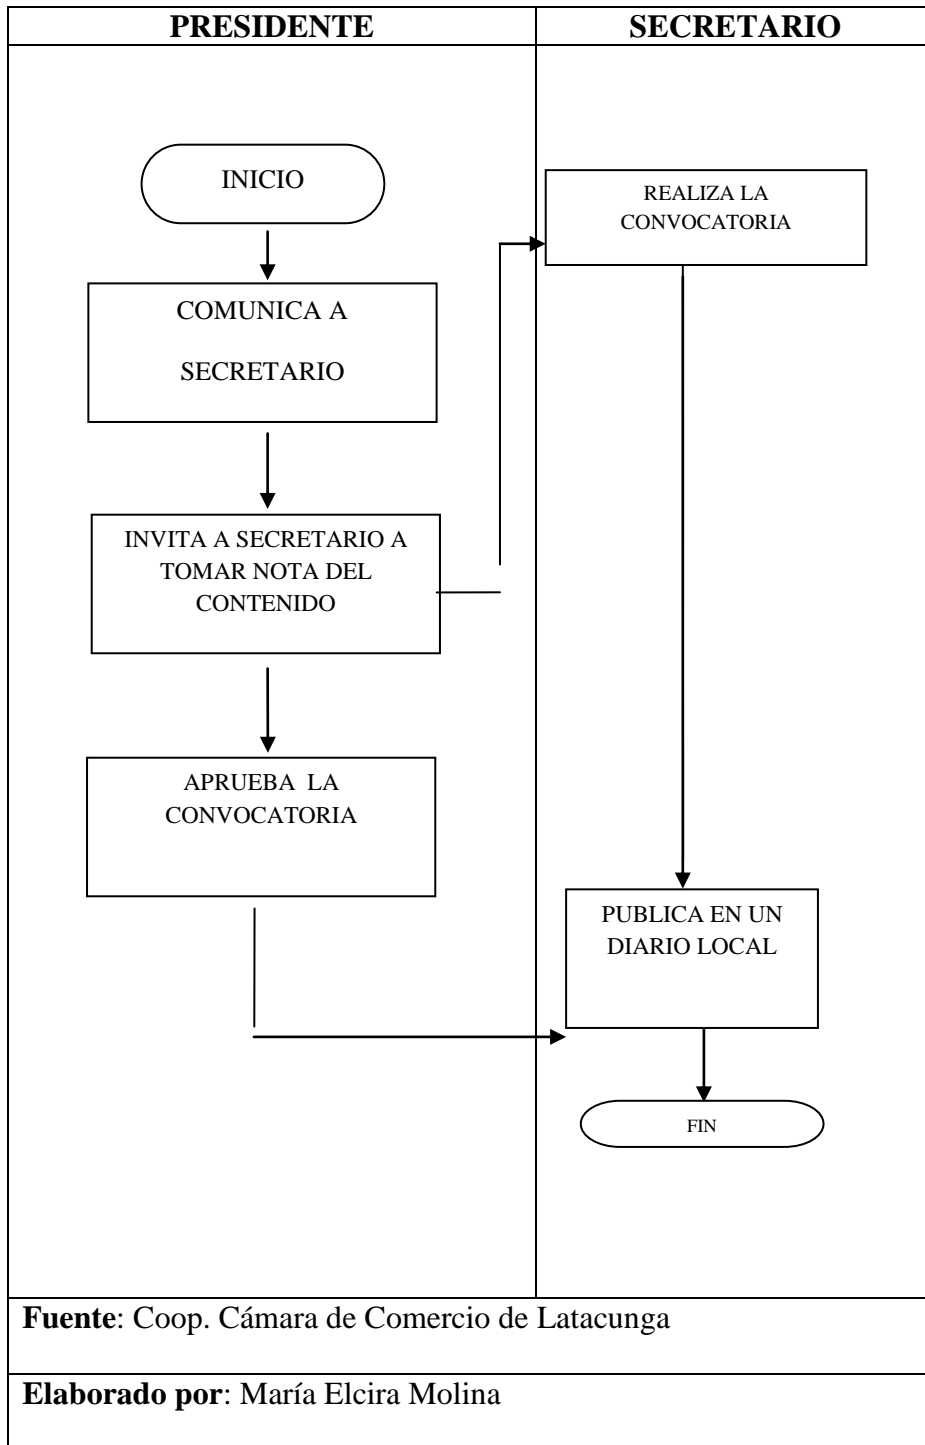 PRESIDENTE
SECRETARIO
INICIO
COMUNICA A
SECRETARIO
INVITA A SECRETARIO A
TOMAR NOTA DEL
CONTENIDO
APRUEBA LA
CONVOCATORIA
REALIZA LA
CONVOCATORIA
PUBLICA EN UN
DIARIO LOCAL
FIN
Fuente: Coop. Cámara de Comercio de Latacunga
Elaborado por: María Elcira Molina